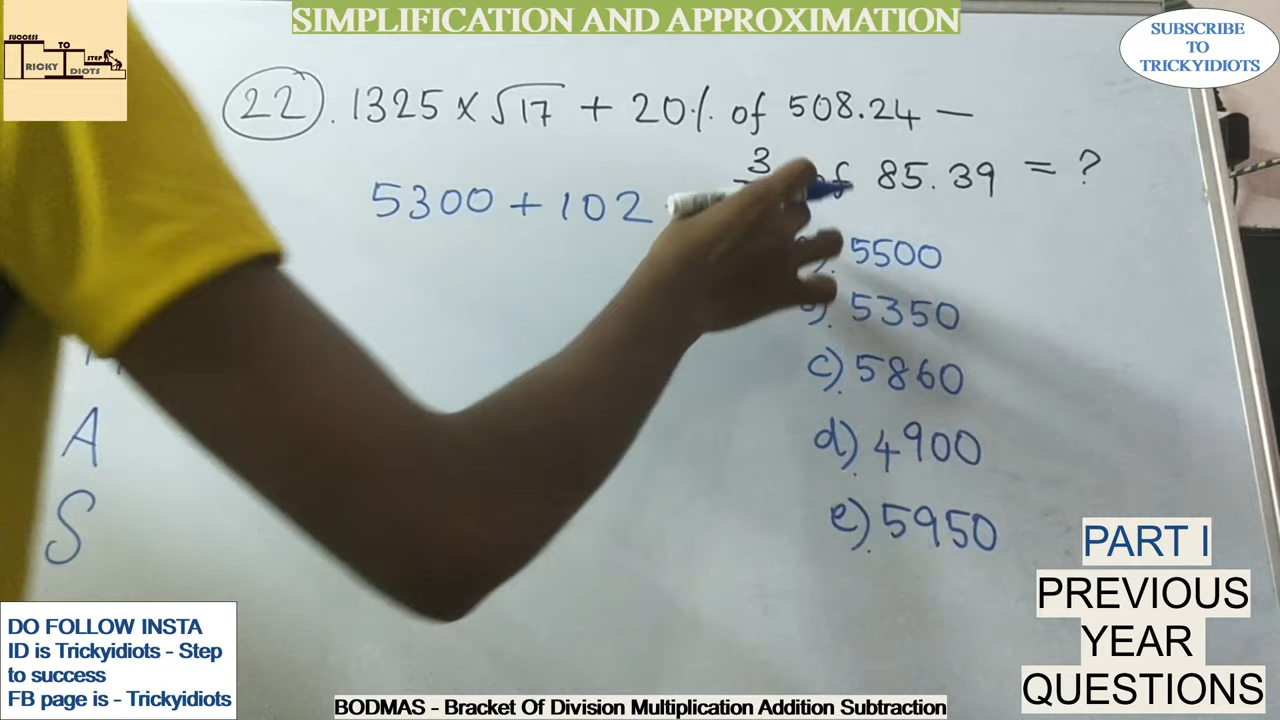 SIMPLIFICATION AND APPROXIMATION
SUCCESS
TO
TRICKY
STEP
IDIOTS
SUBSCRIBE
TO
TRICKYIDIOTS
22. 1325 × √17 + 20% of 508.24 —
3 of 85.39 = ?
5300 + 102
5500
5350
c) 5860
d) 4900
e) 5950
A
S
PART I
PREVIOUS
YEAR
QUESTIONS
DO FOLLOW INSTA
ID is Trickyidiots - Step
to success
FB page is - Trickyidiots
BODMAS - Bracket Of Division Multiplication Addition Subtraction